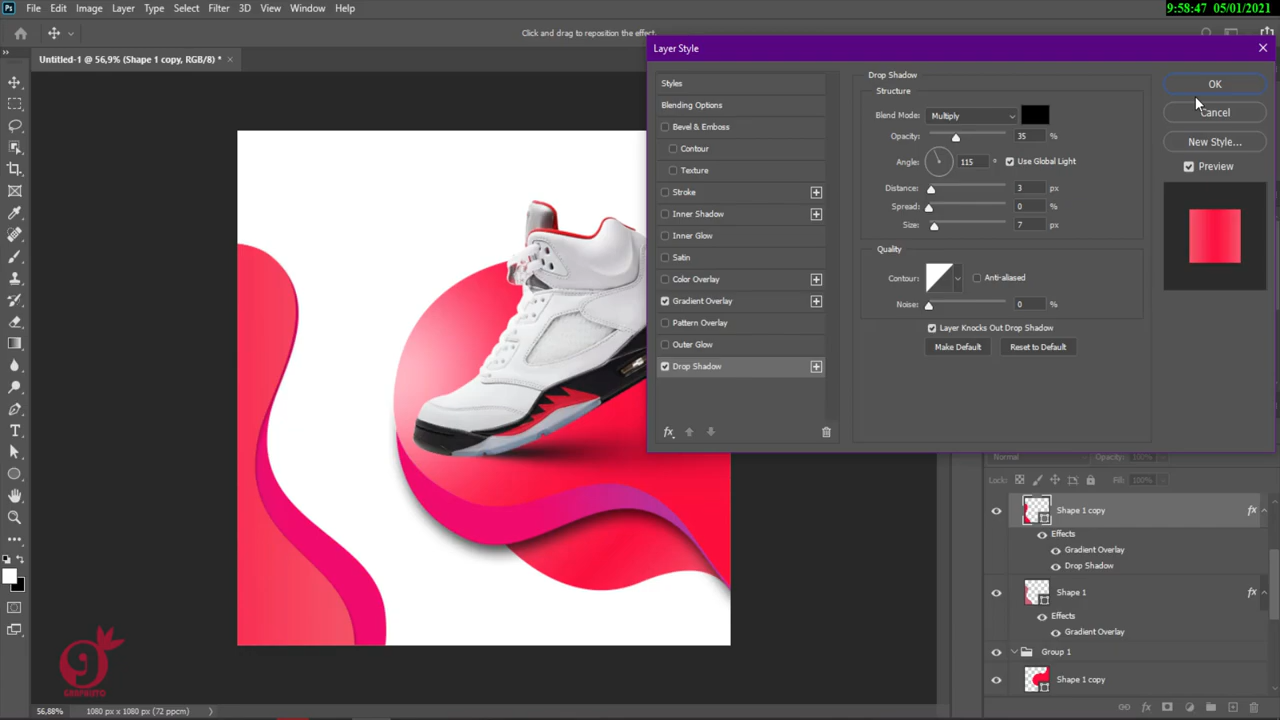 Ps File Edit Image Layer Type Select Filter 3D View Window Help
9:58:47 05/01/2021
Click and drag to reposition the effect.
Untitled-1 @ 56,9% (Shape 1 copy, RGB/8) * ×
Layer Style
Styles
Blending Options
Bevel & Emboss
Contour
Texture
Stroke
Inner Shadow
Inner Glow
Satin
Color Overlay
Gradient Overlay
Pattern Overlay
Outer Glow
Drop Shadow
fx
Drop Shadow
Structure
Blend Mode: Multiply
Opacity: 35 %
Angle: 115 ° Use Global Light
Distance: 3 px
Spread: 0 %
Size: 7 px
Quality
Contour: Anti-aliased
Noise: 0 %
Layer Knocks Out Drop Shadow
Make Default Reset to Default
OK
Cancel
New Style...
Preview
Normal Opacity: 100%
Lock: Fill: 100%
Shape 1 copy fx
Effects
Gradient Overlay
Drop Shadow
Shape 1 fx
Effects
Gradient Overlay
Group 1
Shape 1 copy
fx
GRAPHISTO
56,88% 1080 px x 1080 px (72 ppcm)